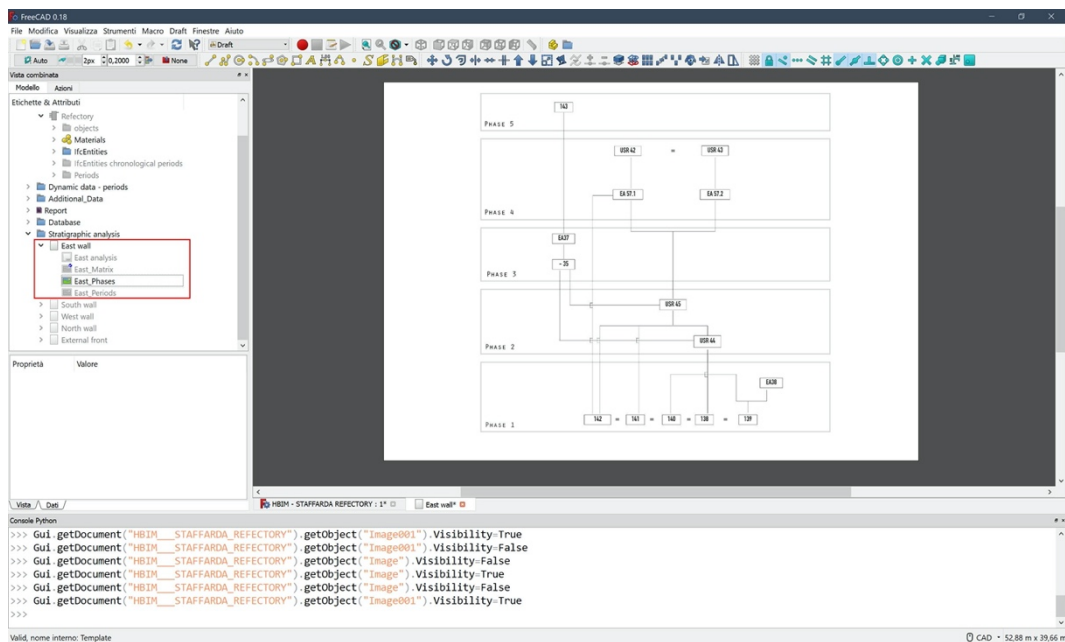 FreeCAD 0.18
File Modifica Visualizza Strumenti Macro Draft Finestre Aiuto
Draft
Auto 2px 0,2000 None
Vista combinata
Modello Azioni
Etichette & Attributi
Refectory
objects
Materials
IfcEntities
IfcEntities chronological periods
Periods
Dynamic data - periods
Additional_Data
Report
Database
Stratigraphic analysis
East wall
East analysis
East_Matrix
East_Phases
East_Periods
South wall
West wall
North wall
External front
Proprietà Valore
Vista Dati
143
PHASE 5
USR 42 = USR 43
EA 57.1 EA 57.2
PHASE 4
EA37
- 35
PHASE 3
USR 45
USR 44
PHASE 2
EA38
142 = 141 = 140 = 138 = 139
PHASE 1
HBIM - STAFFARDA REFECTORY : 1* East wall*
Console Python
>>> Gui.getDocument("HBIM___STAFFARDA_REFECTORY").getObject("Image001").Visibility=True
>>> Gui.getDocument("HBIM___STAFFARDA_REFECTORY").getObject("Image001").Visibility=False
>>> Gui.getDocument("HBIM___STAFFARDA_REFECTORY").getObject("Image").Visibility=False
>>> Gui.getDocument("HBIM___STAFFARDA_REFECTORY").getObject("Image").Visibility=True
>>> Gui.getDocument("HBIM___STAFFARDA_REFECTORY").getObject("Image").Visibility=False
>>> Gui.getDocument("HBIM___STAFFARDA_REFECTORY").getObject("Image001").Visibility=True
>>>
Valid, nome interno: Template
CAD 52,88 m x 39,66 m